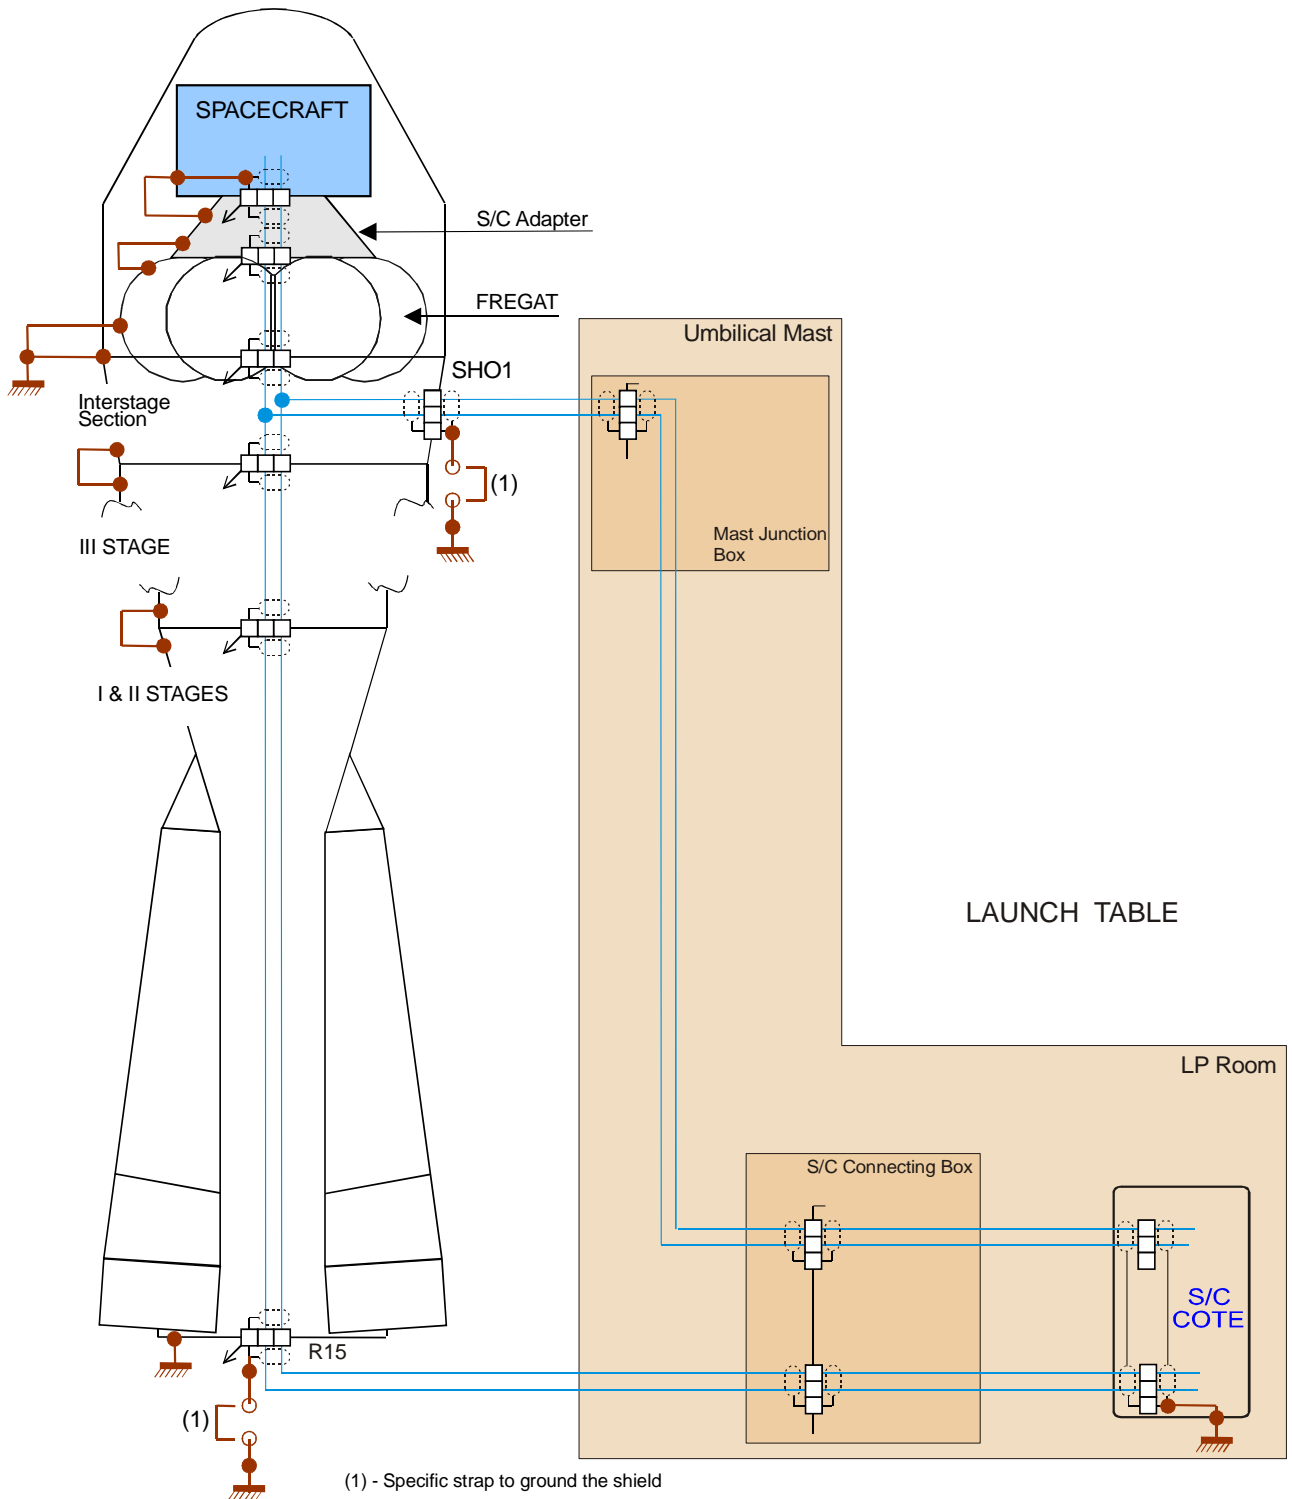 SPACECRAFT
S/C Adapter
FREGAT
Umbilical Mast
SHO1
Interstage
Section
(1)
Mast Junction
Box
III STAGE
I & II STAGES
LAUNCH TABLE
LP Room
S/C Connecting Box
S/C
COTE
R15
(1)
(1) - Specific strap to ground the shield